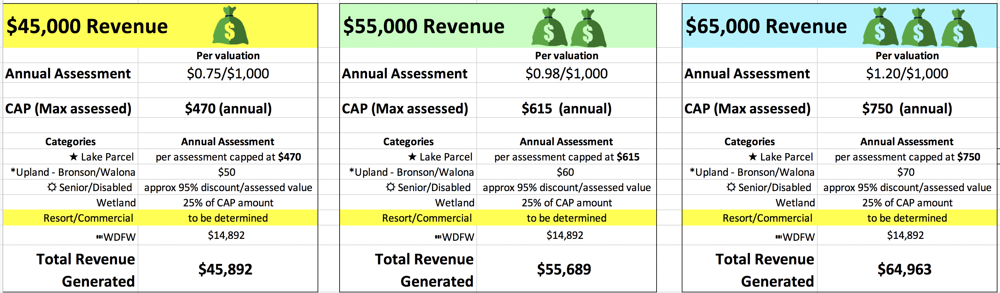 $45,000 Revenue $
Per valuation
Annual Assessment $0.75/$1,000
CAP (Max assessed) $470 (annual)
Categories Annual Assessment
★ Lake Parcel per assessment capped at $470
*Upland - Bronson/Walona $50
☼ Senior/Disabled approx 95% discount/assessed value
Wetland 25% of CAP amount
Resort/Commercial to be determined
WDFW $14,892
Total Revenue
Generated $45,892
$55,000 Revenue $ $
Per valuation
Annual Assessment $0.98/$1,000
CAP (Max assessed) $615 (annual)
Categories Annual Assessment
★ Lake Parcel per assessment capped at $615
*Upland - Bronson/Walona $60
☼ Senior/Disabled approx 95% discount/assessed value
Wetland 25% of CAP amount
Resort/Commercial to be determined
WDFW $14,892
Total Revenue
Generated $55,689
$65,000 Revenue $ $ $
Per valuation
Annual Assessment $1.20/$1,000
CAP (Max assessed) $750 (annual)
Categories Annual Assessment
★ Lake Parcel per assessment capped at $750
*Upland - Bronson/Walona $70
☼ Senior/Disabled approx 95% discount/assessed value
Wetland 25% of CAP amount
Resort/Commercial to be determined
WDFW $14,892
Total Revenue
Generated $64,963